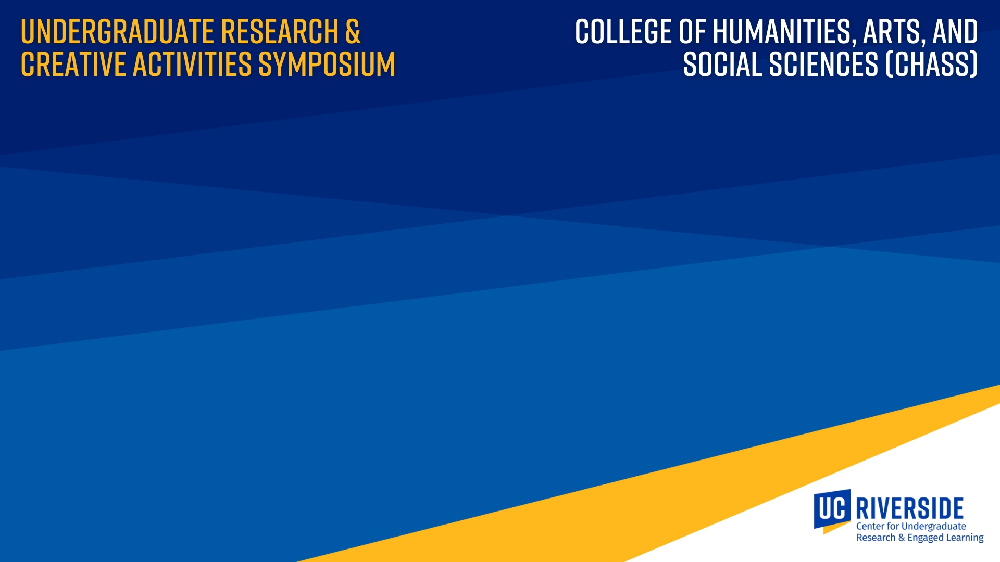 UNDERGRADUATE RESEARCH &
CREATIVE ACTIVITIES SYMPOSIUM
COLLEGE OF HUMANITIES, ARTS, AND
SOCIAL SCIENCES (CHASS)
UC RIVERSIDE
Center for Undergraduate
Research & Engaged Learning